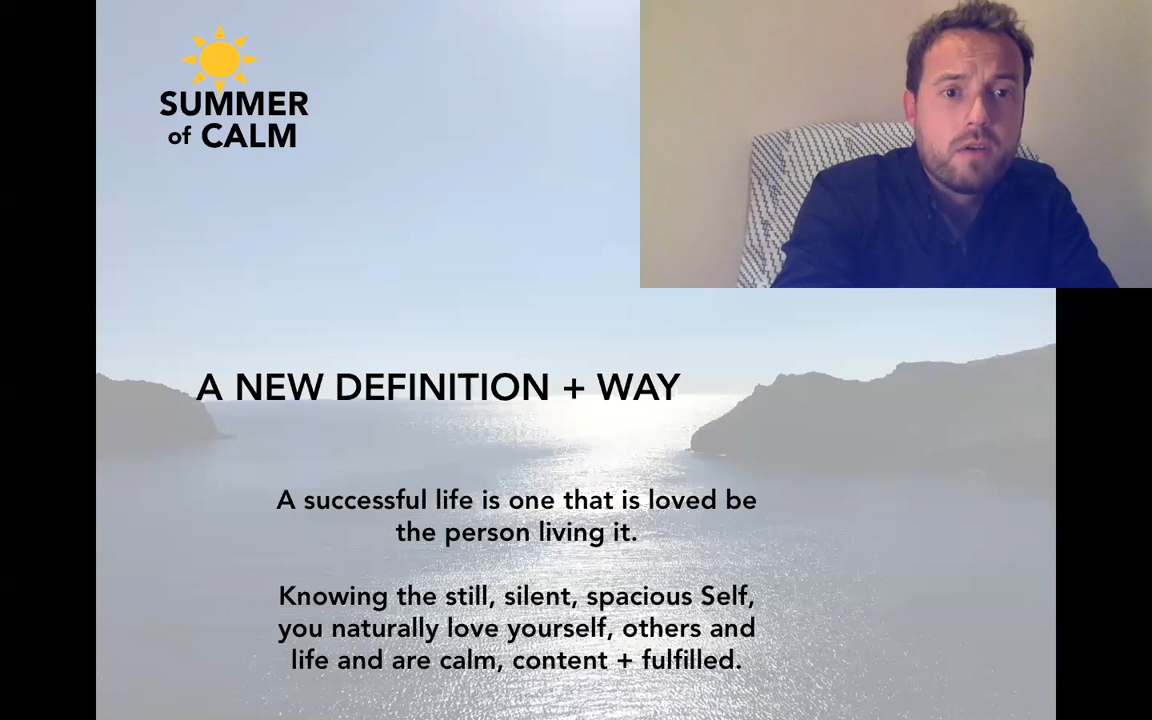 SUMMER
of CALM
A NEW DEFINITION + WAY
A successful life is one that is loved be
the person living it.
Knowing the still, silent, spacious Self,
you naturally love yourself, others and
life and are calm, content + fulfilled.